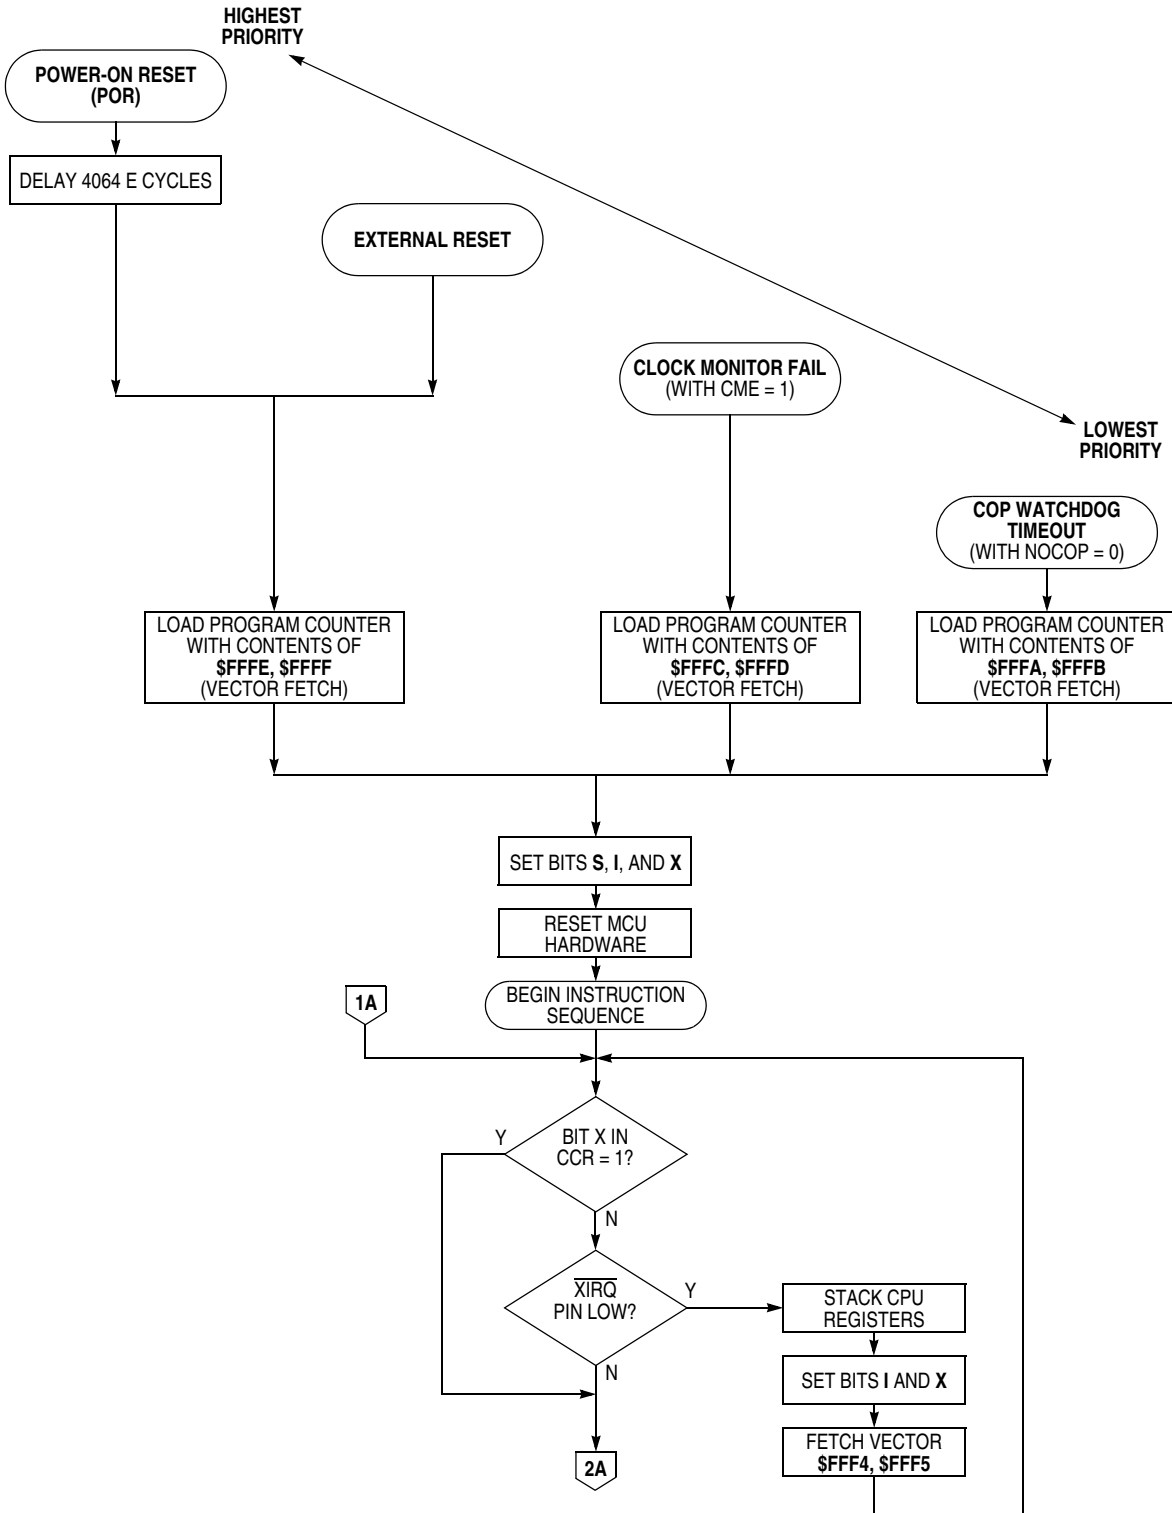 HIGHEST
PRIORITY
POWER-ON RESET
(POR)
DELAY 4064 E CYCLES
EXTERNAL RESET
CLOCK MONITOR FAIL
(WITH CME = 1)
LOWEST
PRIORITY
COP WATCHDOG
TIMEOUT
(WITH NOCOP = 0)
LOAD PROGRAM COUNTER
WITH CONTENTS OF
$FFFE, $FFFF
(VECTOR FETCH)
LOAD PROGRAM COUNTER
WITH CONTENTS OF
$FFFC, $FFFD
(VECTOR FETCH)
LOAD PROGRAM COUNTER
WITH CONTENTS OF
$FFFA, $FFFB
(VECTOR FETCH)
SET BITS S, I, AND X
RESET MCU
HARDWARE
BEGIN INSTRUCTION
SEQUENCE
1A
BIT X IN
CCR = 1?
Y
N
XIRQ
PIN LOW?
Y
N
STACK CPU
REGISTERS
SET BITS I AND X
FETCH VECTOR
$FFF4, $FFF5
2A